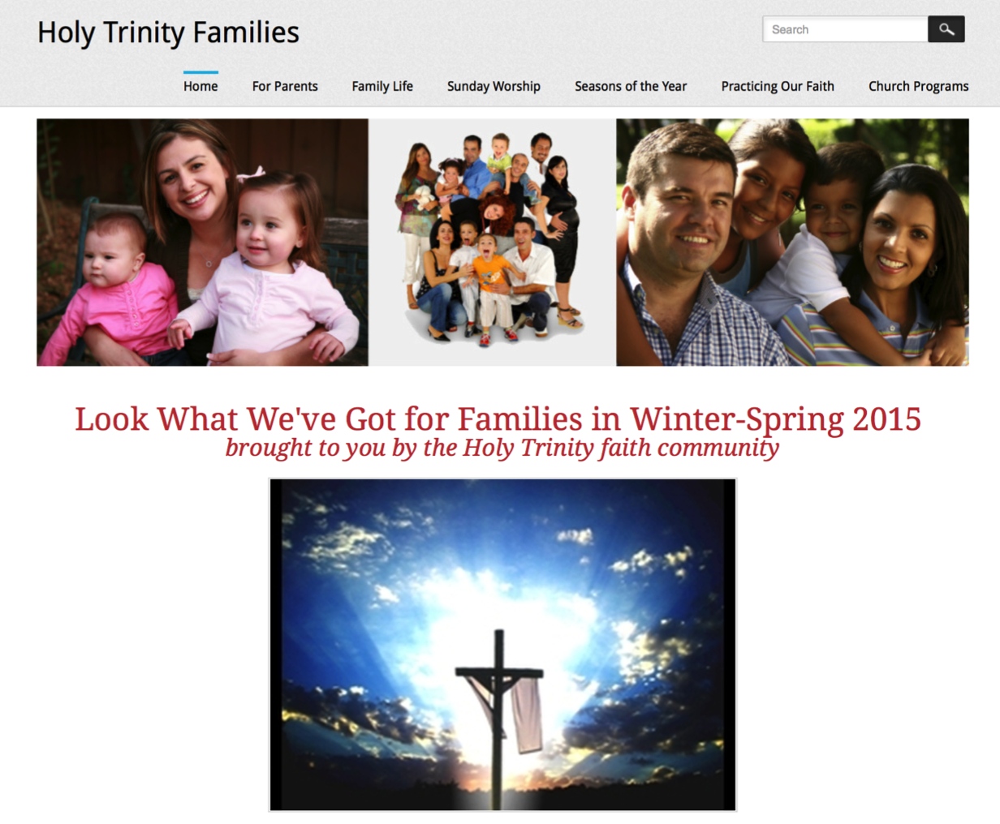 Holy Trinity Families
Search
Home For Parents Family Life Sunday Worship Seasons of the Year Practicing Our Faith Church Programs
Look What We've Got for Families in Winter-Spring 2015
brought to you by the Holy Trinity faith community